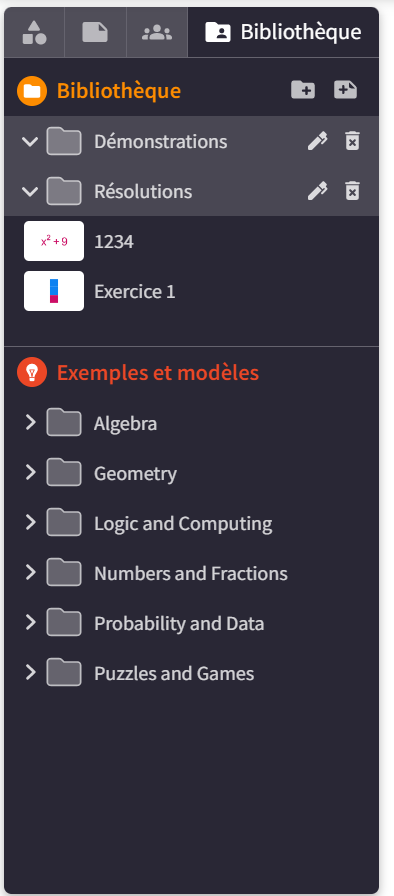 Bibliothèque
Bibliothèque
Démonstrations
Résolutions
x² + 9 1234
Exercice 1
Exemples et modèles
Algebra
Geometry
Logic and Computing
Numbers and Fractions
Probability and Data
Puzzles and Games